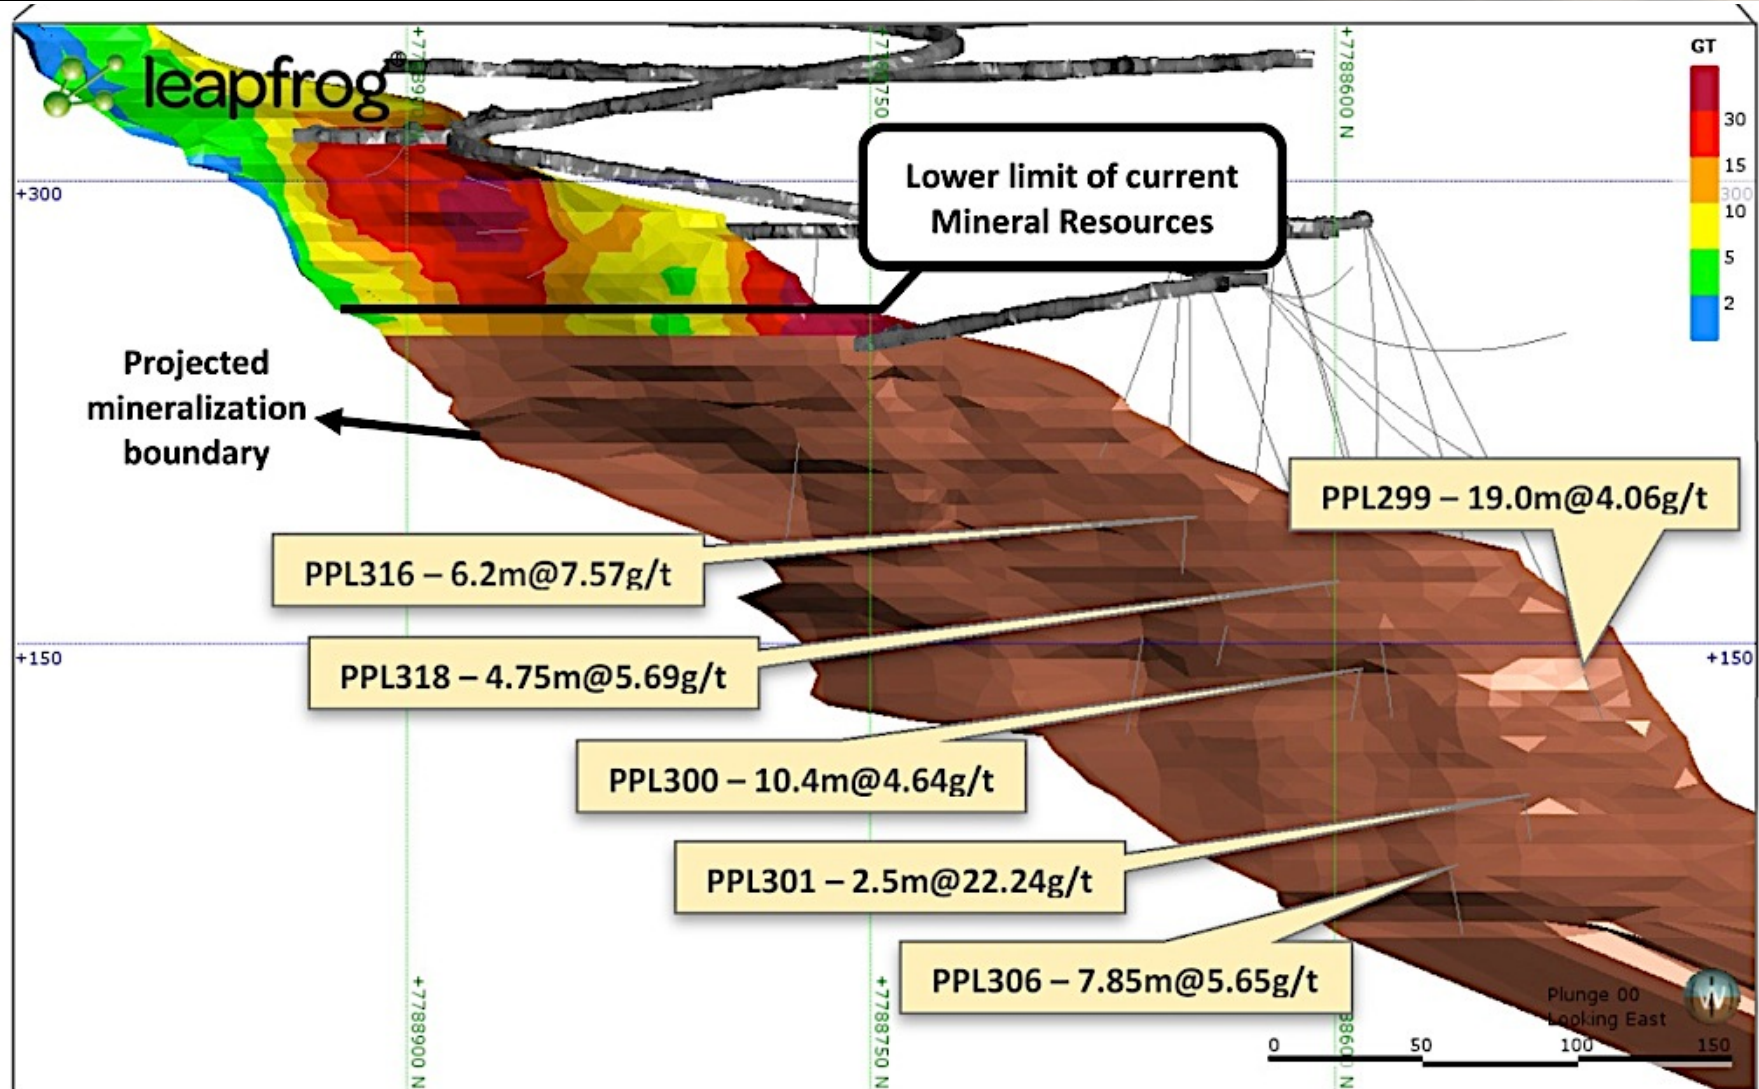 leapfrog®
+7788900 N
+7788750 N
+7788600 N
GT
30
15
10
5
2
+300
300
Lower limit of current
Mineral Resources
Projected
mineralization
boundary
PPL299 – 19.0m@4.06g/t
PPL316 – 6.2m@7.57g/t
+150
+150
PPL318 – 4.75m@5.69g/t
PPL300 – 10.4m@4.64g/t
PPL301 – 2.5m@22.24g/t
PPL306 – 7.85m@5.65g/t
+7788900 N
+7788750 N
Plunge 00
Looking East
W
0 50 100 150